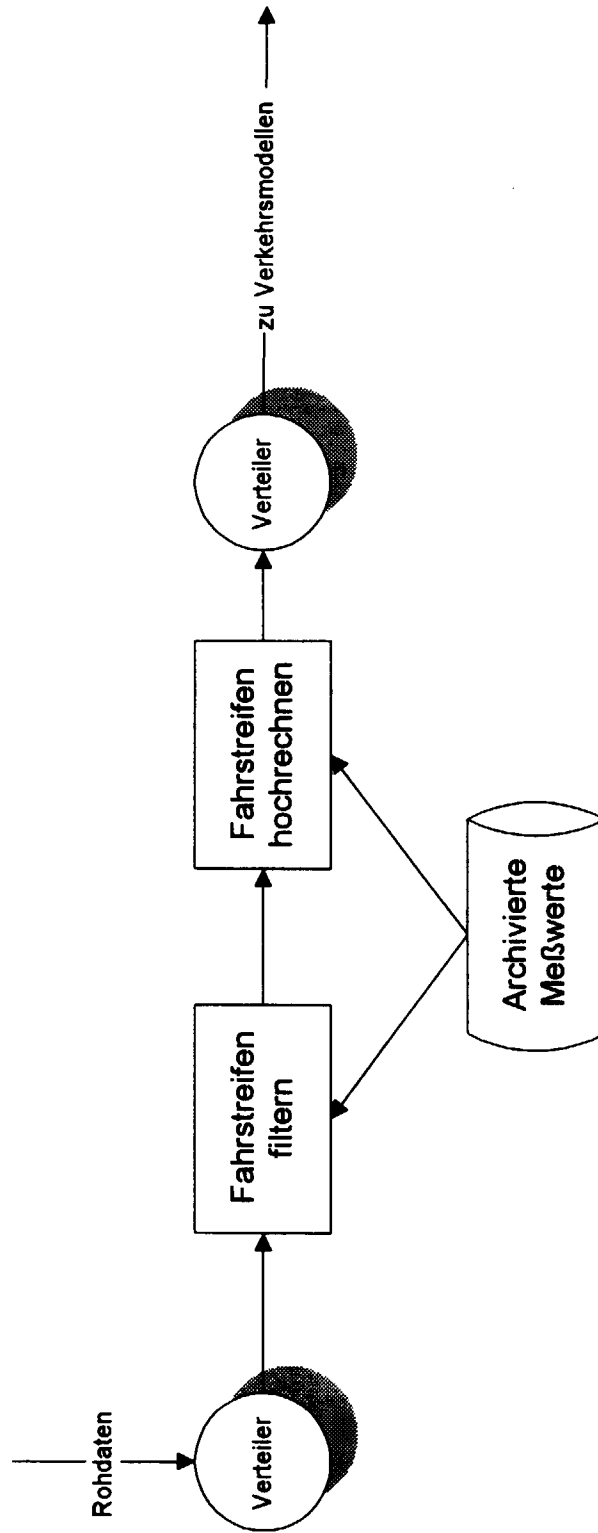 Rohdaten
Verteiler
Fahrstreifen
filtern
Fahrstreifen
hochrechnen
Verteiler
zu Verkehrsmodellen
Archivierte
Meßwerte